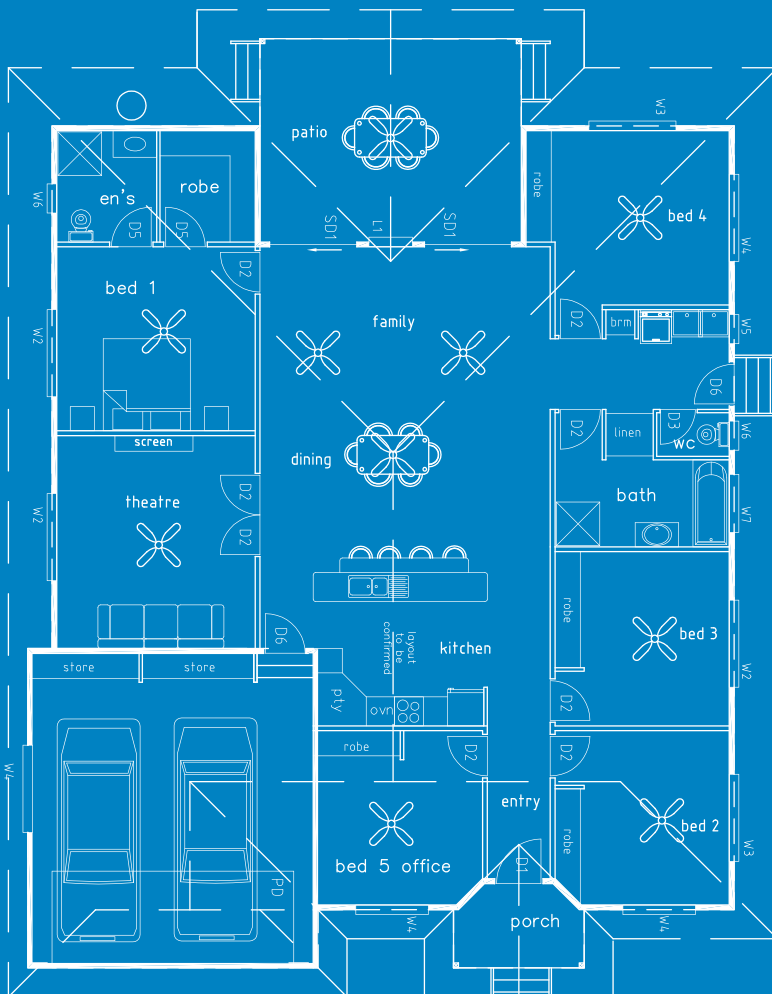 W3
patio
en's
robe
robe
bed 4
W6
D5
D5
SD1
L1
SD1
W4
D2
bed 1
family
D2
brm
W5
W2
D6
screen
dining
D2
linen
D3
wc
W6
theatre
D2
bath
W7
W2
D2
robe
bed 3
D6
layout
to be
confirmed
kitchen
W2
store
store
pty
ovn
D2
robe
D2
D2
W4
entry
robe
bed 2
W3
bed 5 office
D1
PD
W4
porch
W4